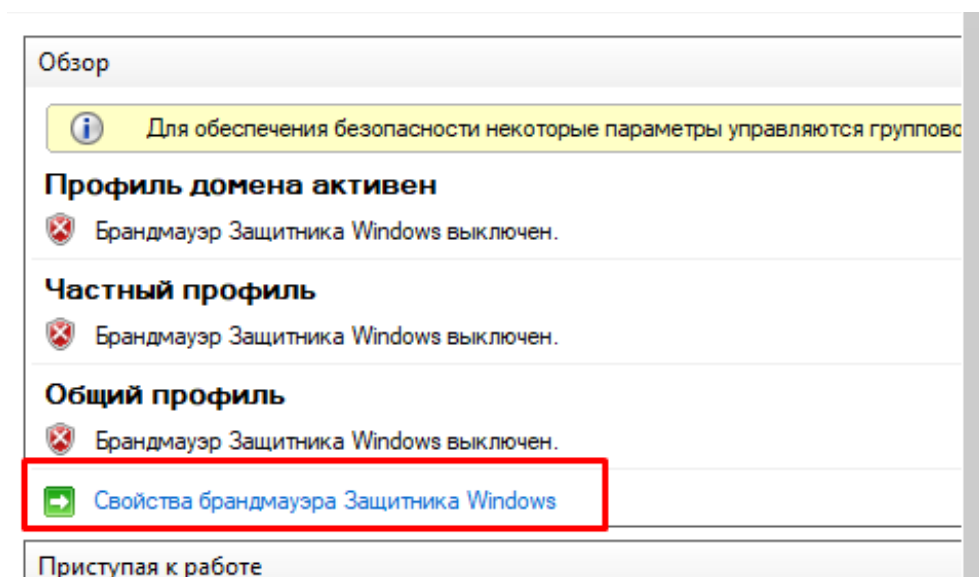 Обзор
Для обеспечения безопасности некоторые параметры управляются группово
Профиль домена активен
Брандмауэр Защитника Windows выключен.
Частный профиль
Брандмауэр Защитника Windows выключен.
Общий профиль
Брандмауэр Защитника Windows выключен.
Свойства брандмауэра Защитника Windows
Приступая к работе